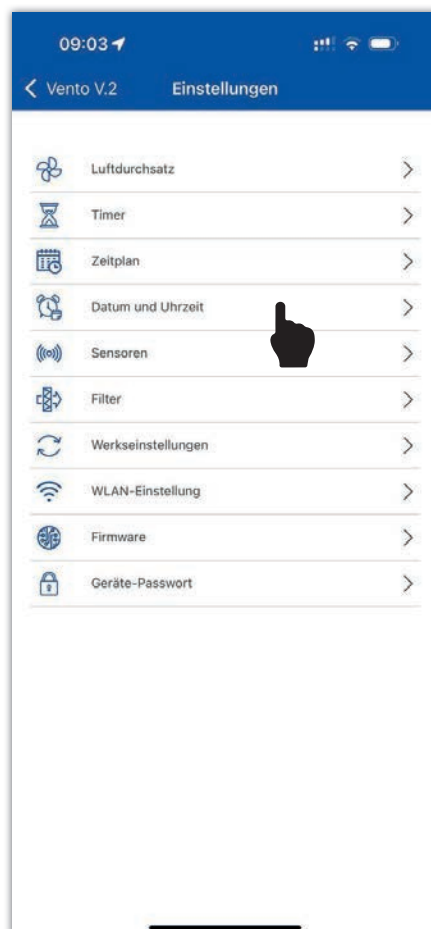 09:03
Vento V.2 Einstellungen
Luftdurchsatz
Timer
Zeitplan
Datum und Uhrzeit
Sensoren
Filter
Werkseinstellungen
WLAN-Einstellung
Firmware
Geräte-Passwort